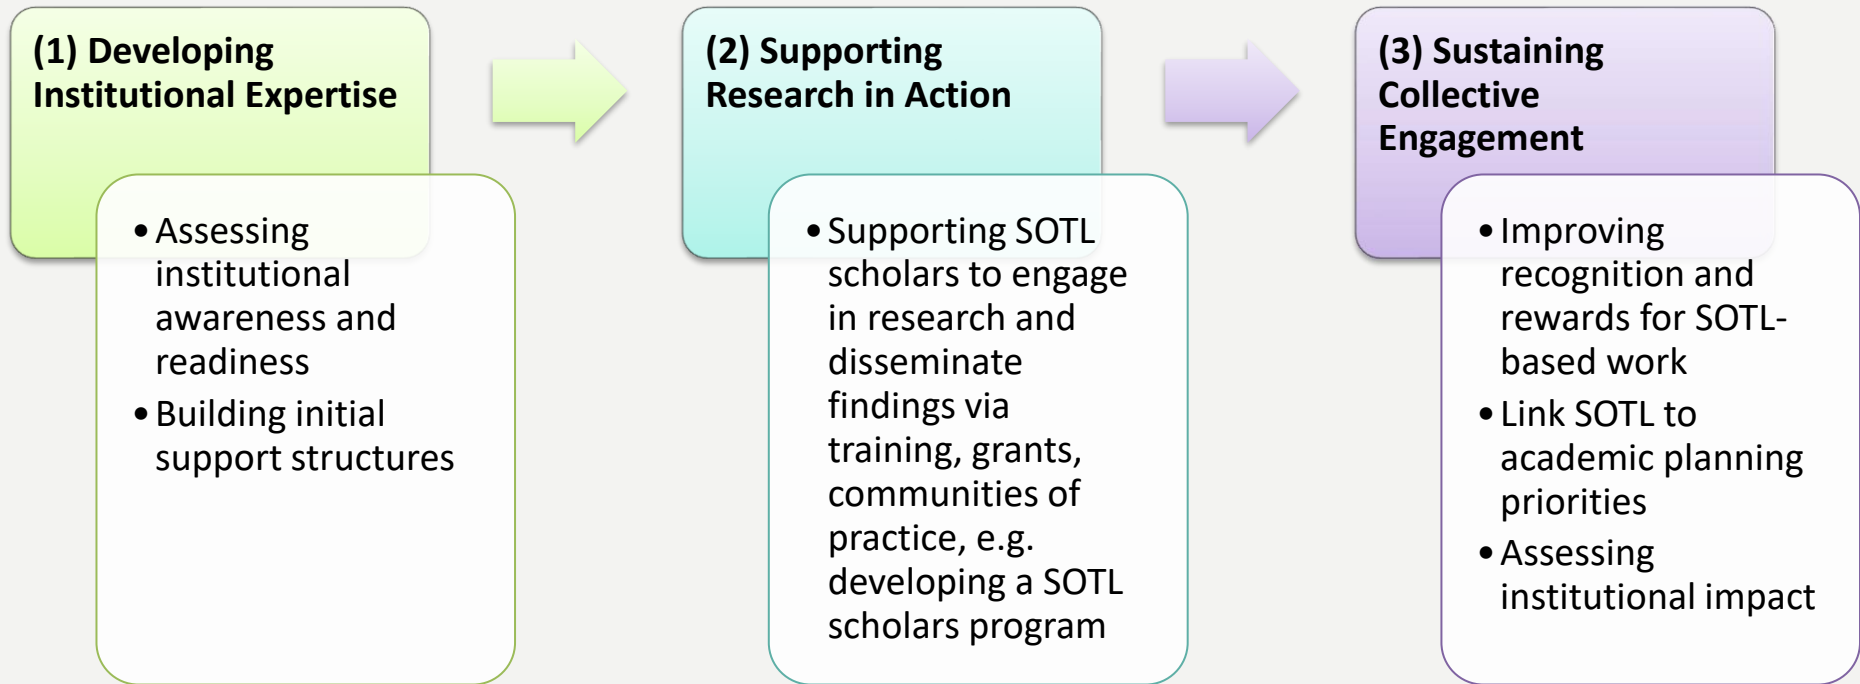 (1) Developing
Institutional Expertise
• Assessing
institutional
awareness and
readiness
• Building initial
support structures
(2) Supporting
Research in Action
• Supporting SOTL
scholars to engage
in research and
disseminate
findings via
training, grants,
communities of
practice, e.g.
developing a SOTL
scholars program
(3) Sustaining
Collective
Engagement
• Improving
recognition and
rewards for SOTL-
based work
• Link SOTL to
academic planning
priorities
• Assessing
institutional impact